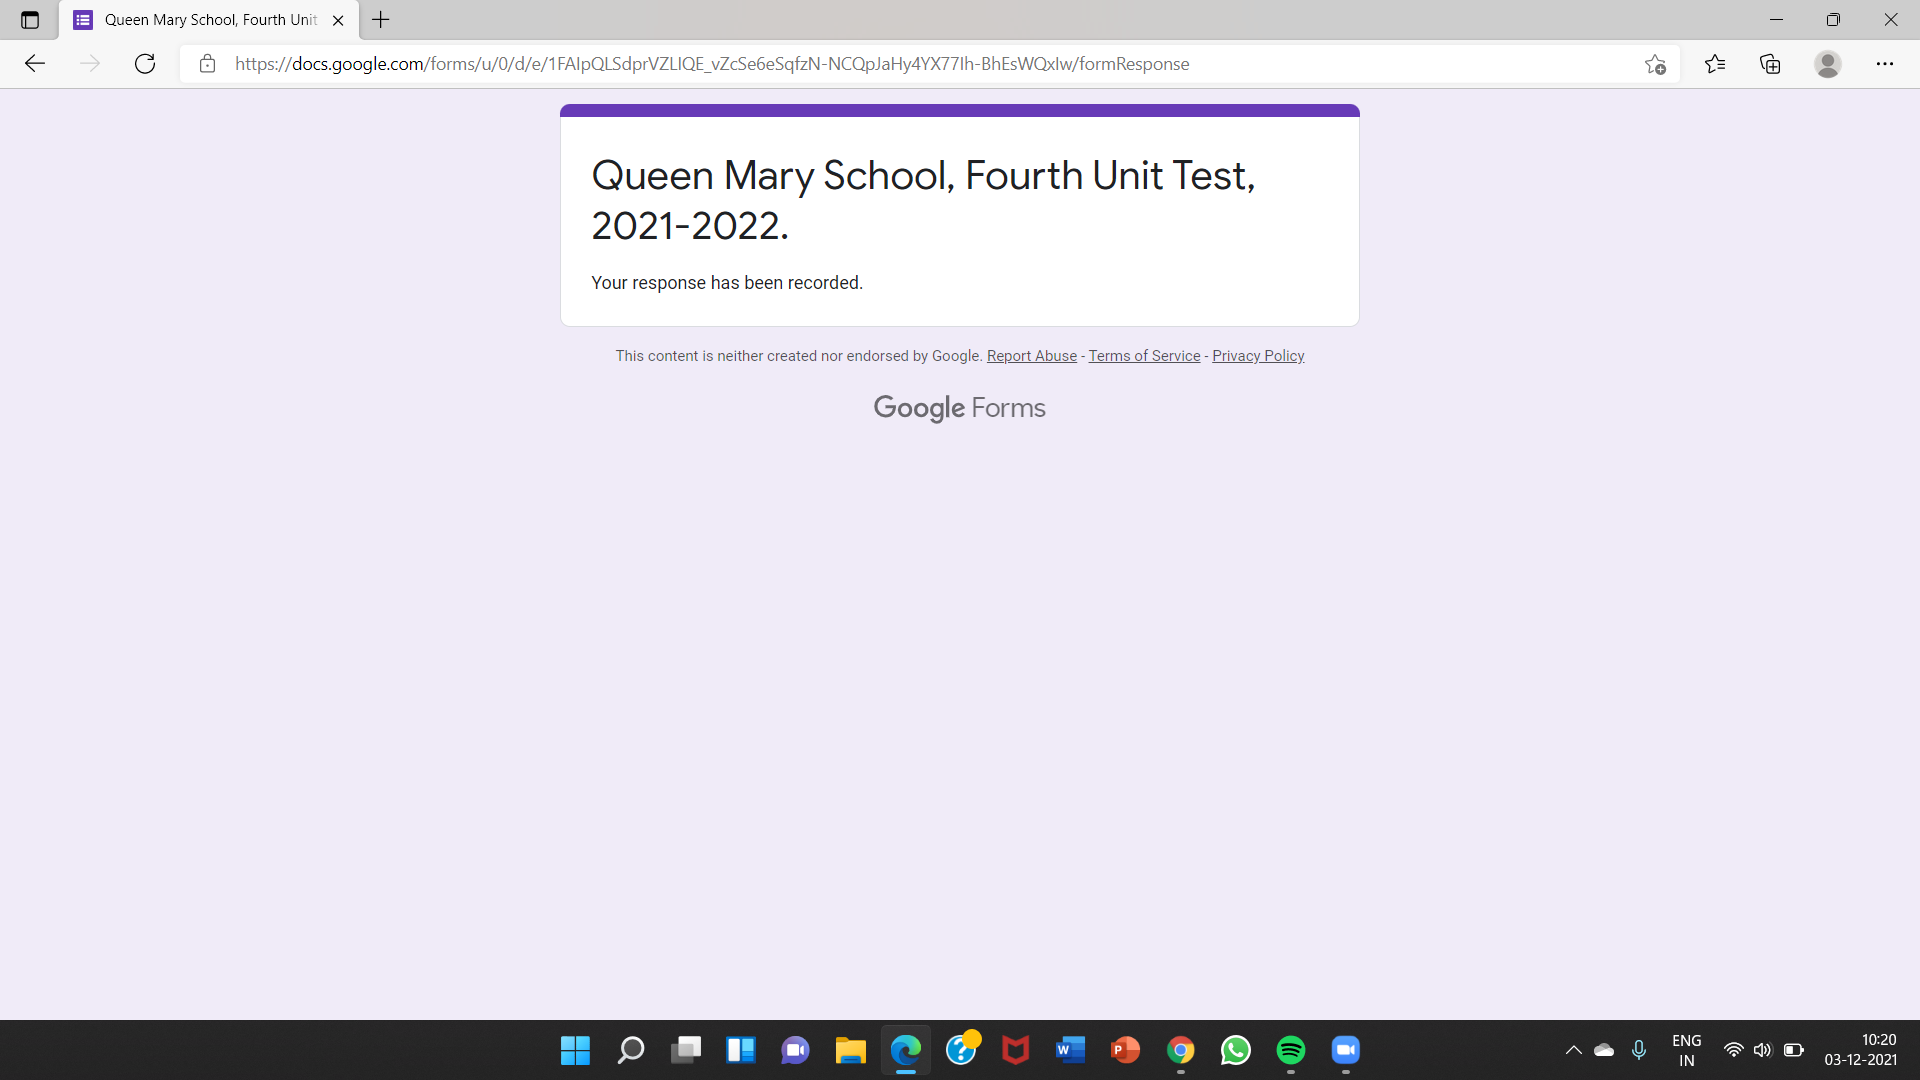 Queen Mary School, Fourth Unit
https://docs.google.com/forms/u/0/d/e/1FAIpQLSdprVZLIQE_vZcSe6eSqfzN-NCQpJaHy4YX77Ih-BhEsWQxIw/formResponse
Queen Mary School, Fourth Unit Test,
2021-2022.
Your response has been recorded.
This content is neither created nor endorsed by Google. Report Abuse - Terms of Service - Privacy Policy
Google Forms
ENG
IN
10:20
03-12-2021